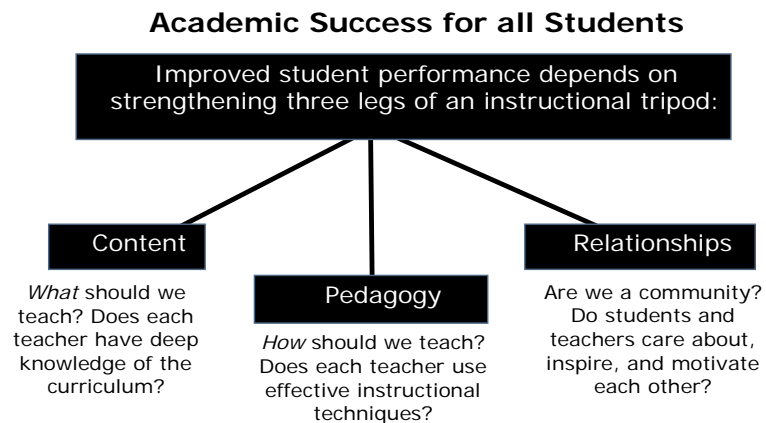 Academic Success for all Students
Improved student performance depends on
strengthening three legs of an instructional tripod:
Content
What should we
teach? Does each
teacher have deep
knowledge of the
curriculum?
Pedagogy
How should we teach?
Does each teacher use
effective instructional
techniques?
Relationships
Are we a community?
Do students and
teachers care about,
inspire, and motivate
each other?